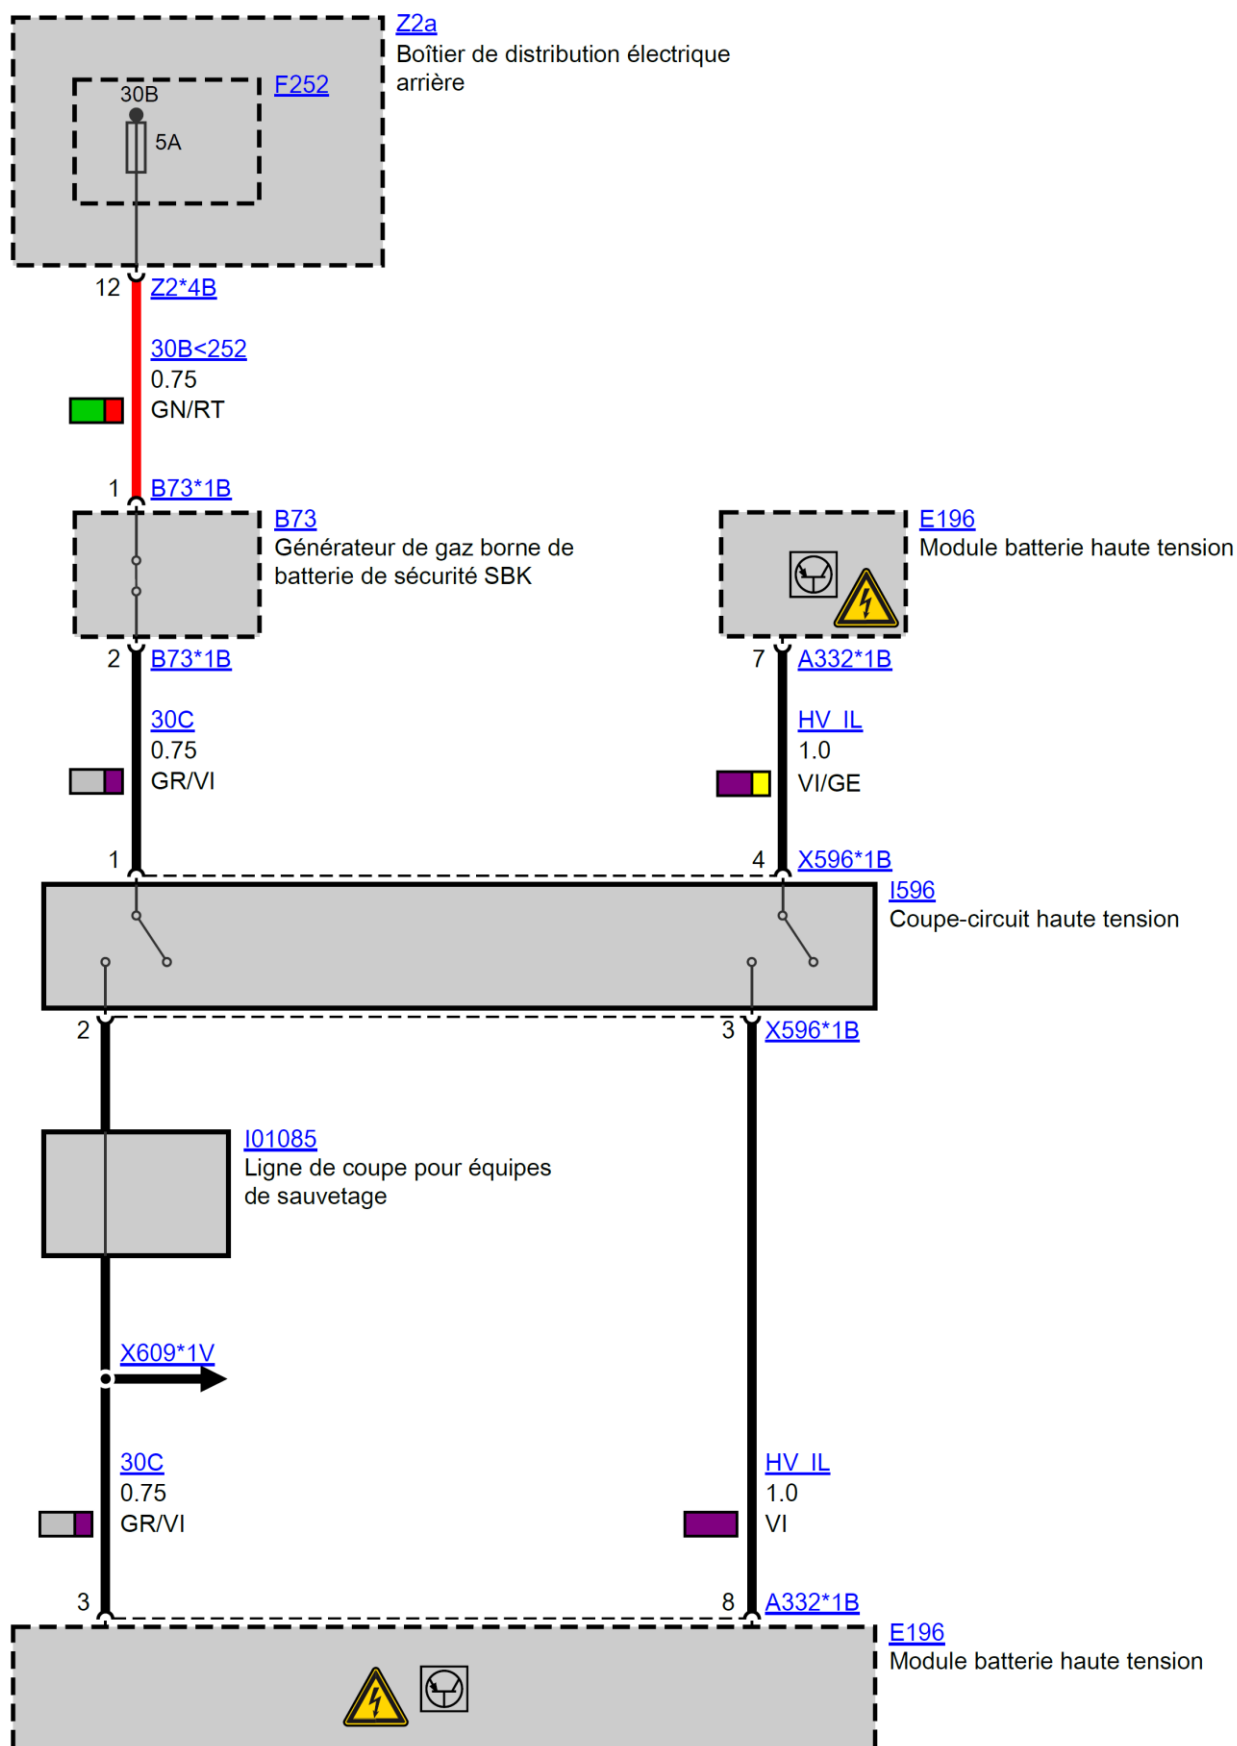 Z2a
Boîtier de distribution électrique
arrière
F252
30B
5A
12 Z2*4B
30B<252
0.75
GN/RT
1 B73*1B
B73
Générateur de gaz borne de
batterie de sécurité SBK
E196
Module batterie haute tension
2 B73*1B
7 A332*1B
30C
0.75
GR/VI
HV_IL
1.0
VI/GE
1
4 X596*1B
I596
Coupe-circuit haute tension
2
3 X596*1B
I01085
Ligne de coupe pour équipes
de sauvetage
X609*1V
30C
0.75
GR/VI
HV_IL
1.0
VI
3
8 A332*1B
E196
Module batterie haute tension